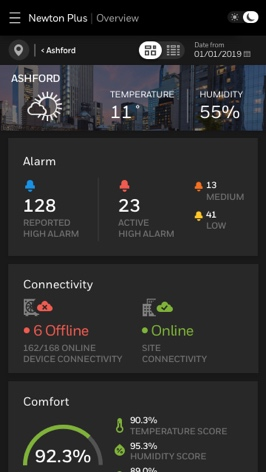 Newton Plus | Overview
< Ashford
Date from
01/01/2019
ASHFORD
TEMPERATURE
11°
HUMIDITY
55%
Alarm
128
REPORTED
HIGH ALARM
23
ACTIVE
HIGH ALARM
13
MEDIUM
41
LOW
Connectivity
6 Offline
162/168 ONLINE
DEVICE CONNECTIVITY
Online
SITE
CONNECTIVITY
Comfort
92.3%
90.3%
TEMPERATURE SCORE
95.3%
HUMIDITY SCORE
89.0%